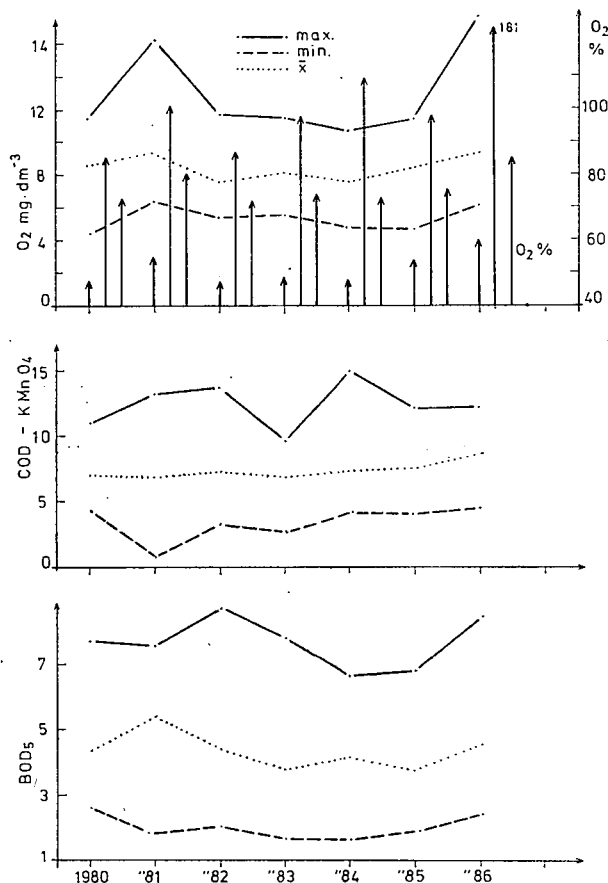 max.
min.
x̄
O₂ mg·dm⁻³
14
12
8
4
0
O₂
%
100
80
60
40
161
O₂%
COD - KMnO₄
15
10
5
0
BOD₅
7
5
3
1
1980 "81 "82 "83 "84 "85 "86